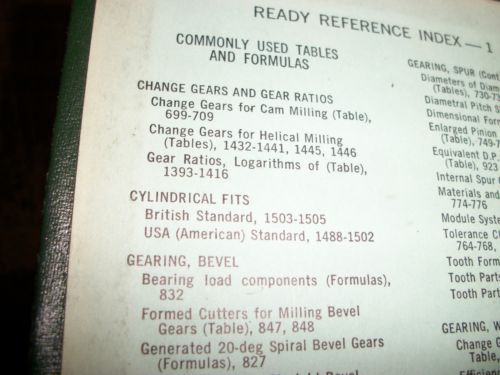 READY REFERENCE INDEX — 1
COMMONLY USED TABLES
AND FORMULAS
CHANGE GEARS AND GEAR RATIOS
Change Gears for Cam Milling (Table),
699-709
Change Gears for Helical Milling
(Tables), 1432-1441, 1445, 1446
Gear Ratios, Logarithms of (Table),
1393-1416
CYLINDRICAL FITS
British Standard, 1503-1505
USA (American) Standard, 1488-1502
GEARING, BEVEL
Bearing load components (Formulas),
832
Formed Cutters for Milling Bevel
Gears (Table), 847, 848
Generated 20-deg Spiral Bevel Gears
(Formulas), 827
GEARING, SPUR (Cont
Diameters of Diam
(Tables), 730-7
Diametral Pitch S
Dimensional Form
Enlarged Pinion
(Table), 749-7
Equivalent D.P.
(Table), 923
Internal Spur
Materials and
774-776
Module Syste
Tolerance C
764-768,
Tooth Form
Tooth Parts
Tooth Part
GEARING, W
Change G
Table,